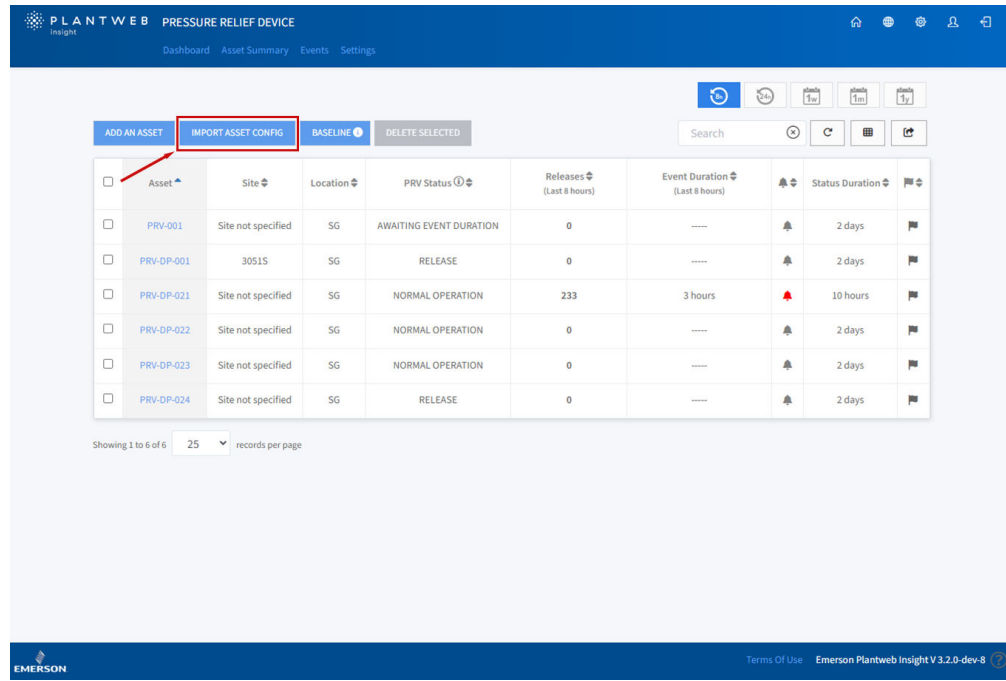 PLANTWEB PRESSURE RELIEF DEVICE
insight
Dashboard Asset Summary Events Settings
8h 24h 1w 1m 1y
ADD AN ASSET IMPORT ASSET CONFIG BASELINE DELETE SELECTED Search
Asset Site Location PRV Status Releases (Last 8 hours) Event Duration (Last 8 hours) Status Duration
PRV-001 Site not specified SG AWAITING EVENT DURATION 0 ----- 2 days
PRV-DP-001 3051S SG RELEASE 0 ----- 2 days
PRV-DP-021 Site not specified SG NORMAL OPERATION 233 3 hours 10 hours
PRV-DP-022 Site not specified SG NORMAL OPERATION 0 ----- 2 days
PRV-DP-023 Site not specified SG NORMAL OPERATION 0 ----- 2 days
PRV-DP-024 Site not specified SG RELEASE 0 ----- 2 days
Showing 1 to 6 of 6 25 records per page
EMERSON Terms Of Use Emerson Plantweb Insight V 3.2.0-dev-8 ?